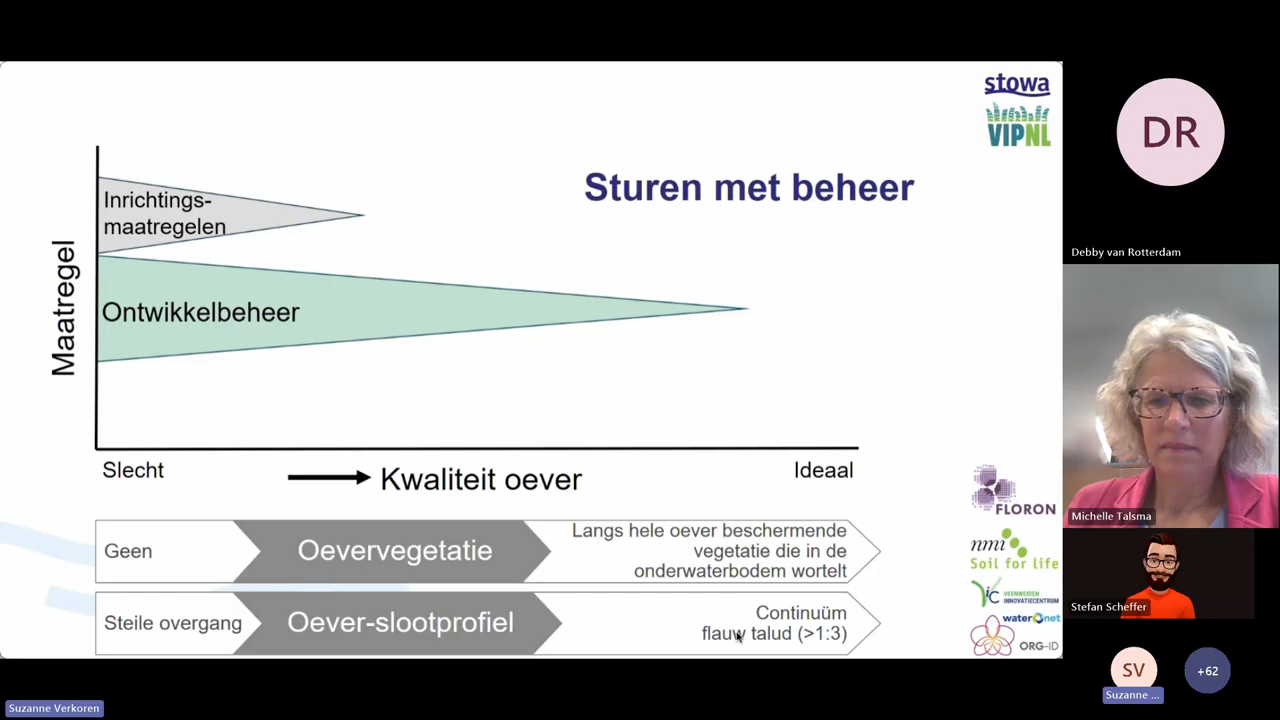 stowa
VIPNL
Sturen met beheer
Inrichtings-
maatregelen
Ontwikkelbeheer
Maatregel
Slecht
Kwaliteit oever
Ideaal
Geen
Oevervegetatie
Langs hele oever beschermende
vegetatie die in de
onderwaterbodem wortelt
Steile overgang
Oever-slootprofiel
Continuüm
flauw talud (>1:3)
FLORON
nmi
Soil for life
VIC
VEENWEIDEN
INNOVATIECENTRUM
waternet
ORG-ID
DR
Debby van Rotterdam
Michelle Talsma
Stefan Scheffer
SV
+62
Suzanne ...
Suzanne Verkoren